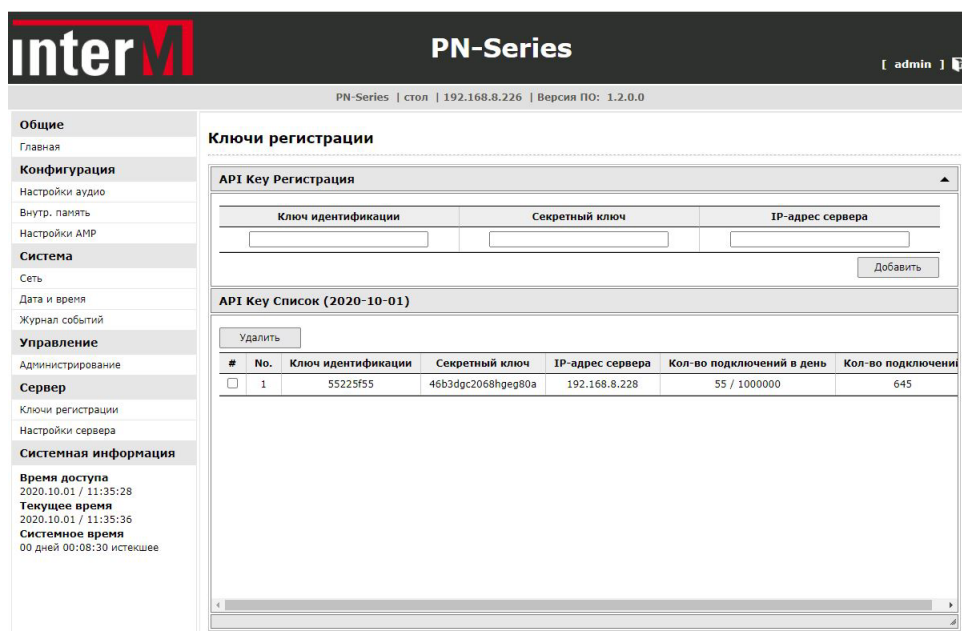 inter M
PN-Series
[ admin ]
PN-Series | стол | 192.168.8.226 | Версия ПО: 1.2.0.0
Общие
Главная
Конфигурация
Настройки аудио
Внутр. память
Настройки AMP
Система
Сеть
Дата и время
Журнал событий
Управление
Администрирование
Сервер
Ключи регистрации
Настройки сервера
Системная информация
Время доступа
2020.10.01 / 11:35:28
Текущее время
2020.10.01 / 11:35:36
Системное время
00 дней 00:08:30 истекшее
Ключи регистрации
API Key Регистрация
Ключ идентификации Секретный ключ IP-адрес сервера
Добавить
API Key Список (2020-10-01)
Удалить
# No. Ключ идентификации Секретный ключ IP-адрес сервера Кол-во подключений в день Кол-во подключений
1 55225f55 46b3dgc2068hgeg80a 192.168.8.228 55 / 1000000 645